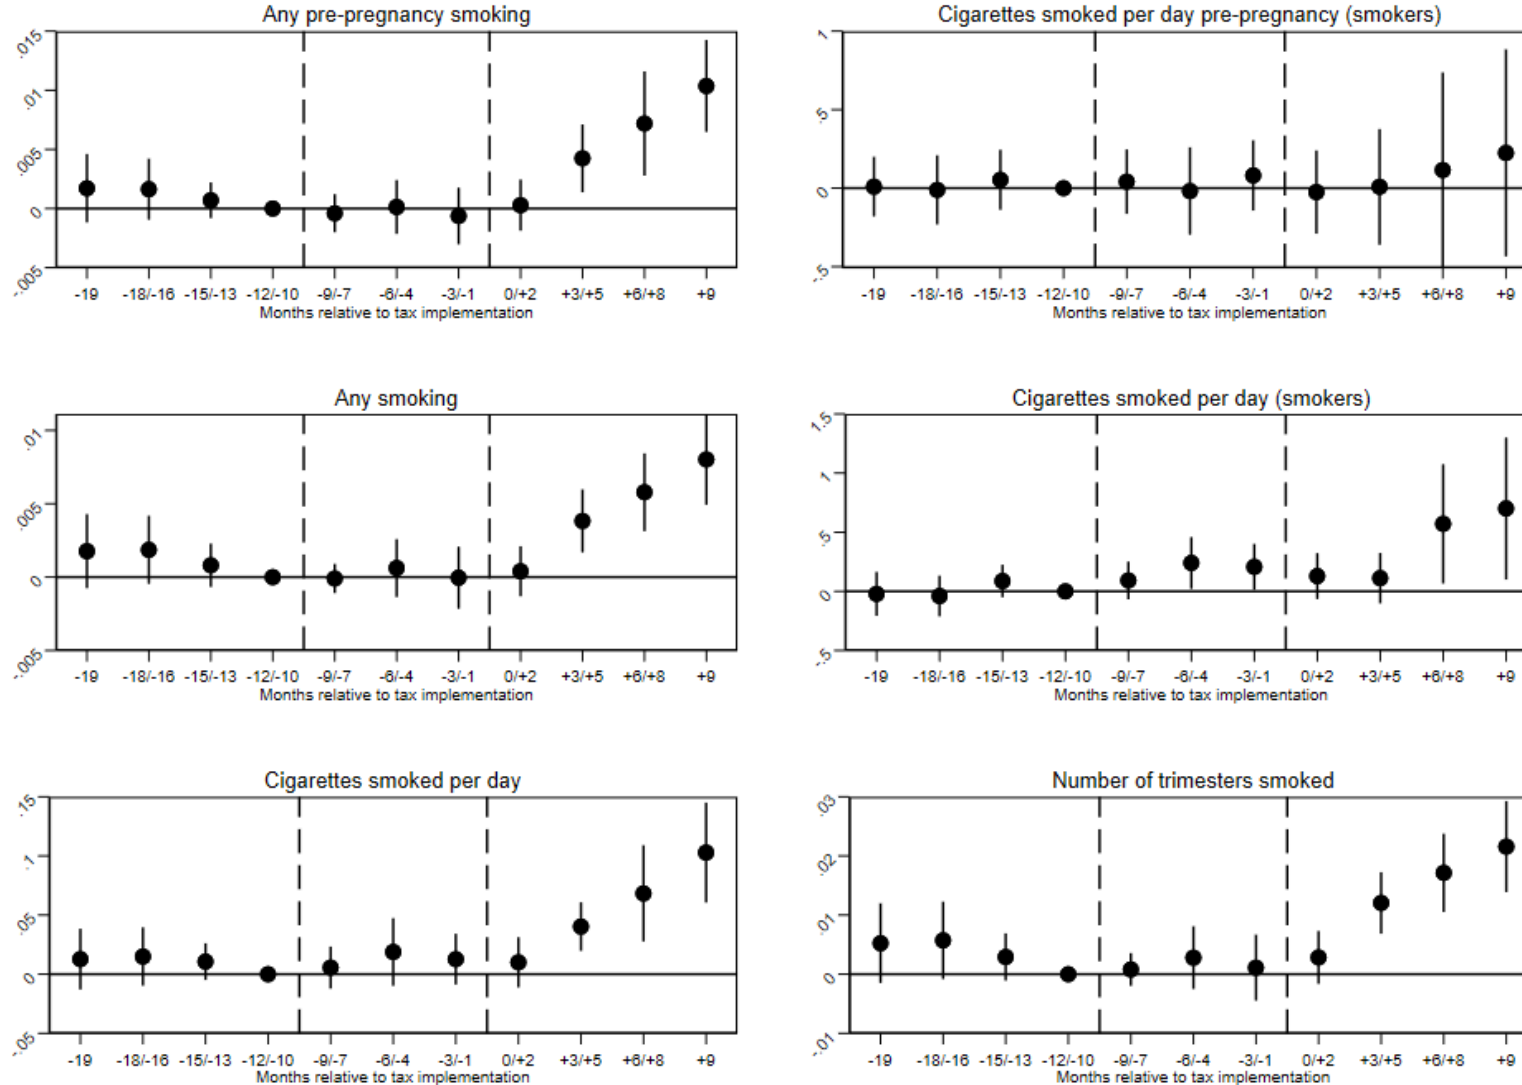 Any pre-pregnancy smoking
.015
.01
.005
0
-.005
-19 -18/-16 -15/-13 -12/-10 -9/-7 -6/-4 -3/-1 0/+2 +3/+5 +6/+8 +9
Months relative to tax implementation
Cigarettes smoked per day pre-pregnancy (smokers)
1
.5
0
-.5
-19 -18/-16 -15/-13 -12/-10 -9/-7 -6/-4 -3/-1 0/+2 +3/+5 +6/+8 +9
Months relative to tax implementation
Any smoking
.01
.005
0
-.005
-19 -18/-16 -15/-13 -12/-10 -9/-7 -6/-4 -3/-1 0/+2 +3/+5 +6/+8 +9
Months relative to tax implementation
Cigarettes smoked per day (smokers)
1.5
1
.5
0
-.5
-19 -18/-16 -15/-13 -12/-10 -9/-7 -6/-4 -3/-1 0/+2 +3/+5 +6/+8 +9
Months relative to tax implementation
Cigarettes smoked per day
.15
.1
.05
0
-.05
-19 -18/-16 -15/-13 -12/-10 -9/-7 -6/-4 -3/-1 0/+2 +3/+5 +6/+8 +9
Months relative to tax implementation
Number of trimesters smoked
.03
.02
.01
0
-.01
-19 -18/-16 -15/-13 -12/-10 -9/-7 -6/-4 -3/-1 0/+2 +3/+5 +6/+8 +9
Months relative to tax implementation